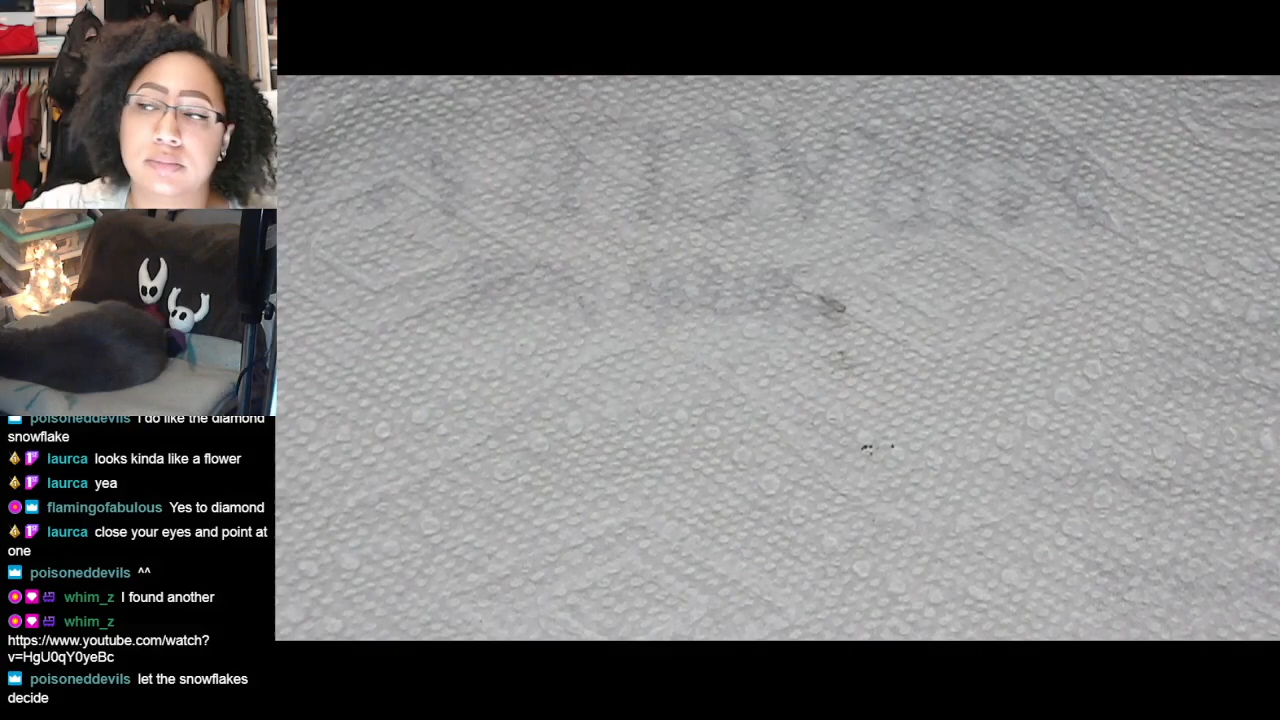 poisoneddevils I do like the diamond
snowflake
laurca looks kinda like a flower
laurca yea
flamingofabulous Yes to diamond
laurca close your eyes and point at
one
poisoneddevils ^^
whim_z I found another
whim_z
https://www.youtube.com/watch?
v=HgU0qY0yeBc
poisoneddevils let the snowflakes
decide